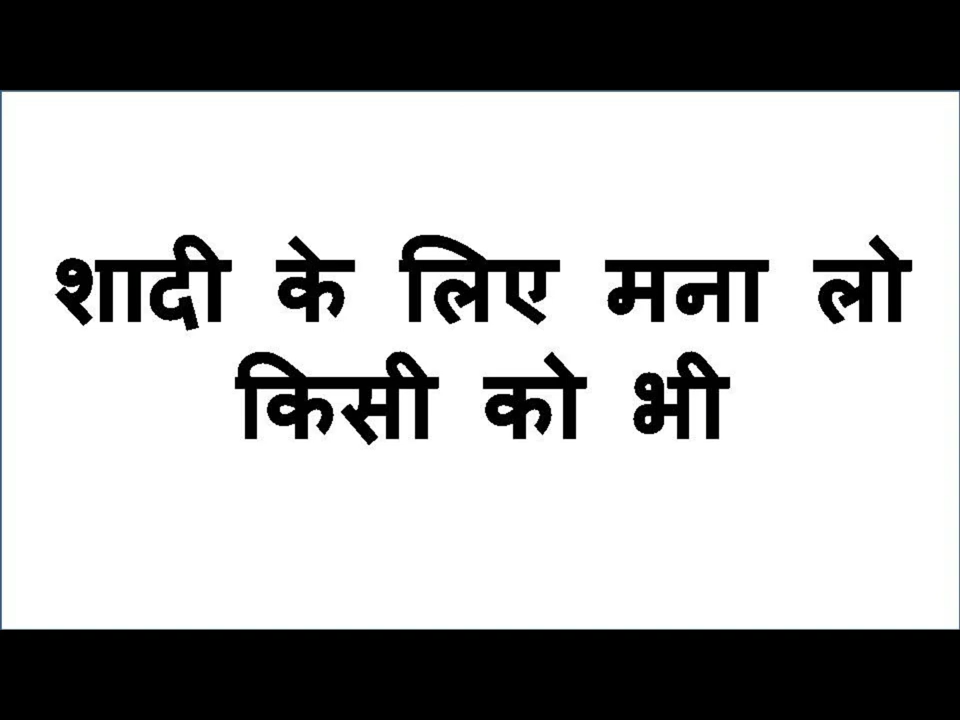 शादी के लिए मना लो
किसी को भी